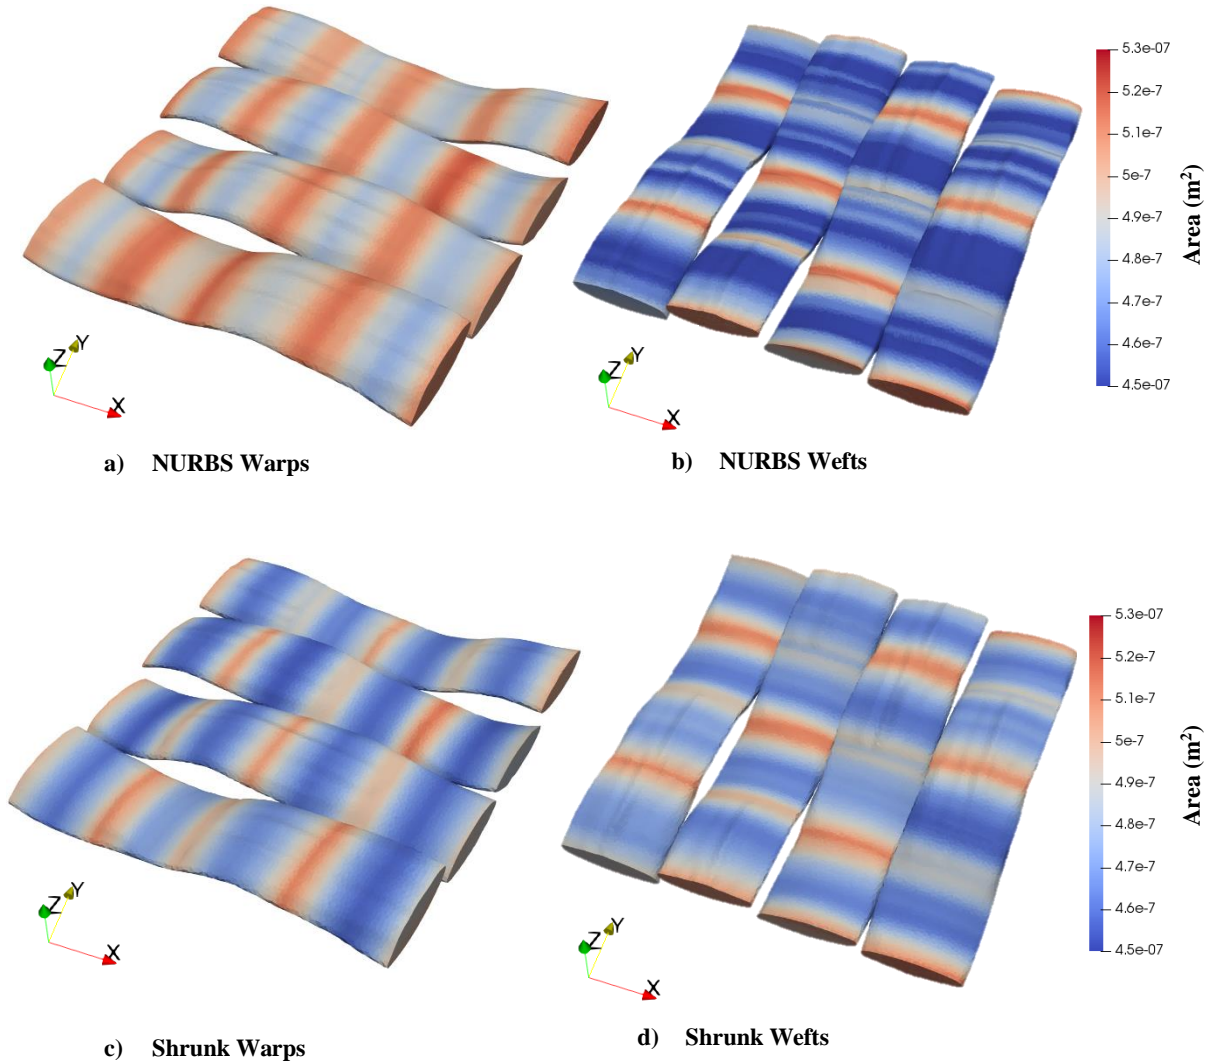 5.3e-07
5.2e-7
5.1e-7
5e-7
4.9e-7
4.8e-7
4.7e-7
4.6e-7
4.5e-07
Area (m²)
Z Y
X
Z Y
X
a) NURBS Warps
b) NURBS Wefts
5.3e-07
5.2e-7
5.1e-7
5e-7
4.9e-7
4.8e-7
4.7e-7
4.6e-7
4.5e-07
Area (m²)
Z Y
X
Z Y
X
c) Shrunk Warps
d) Shrunk Wefts